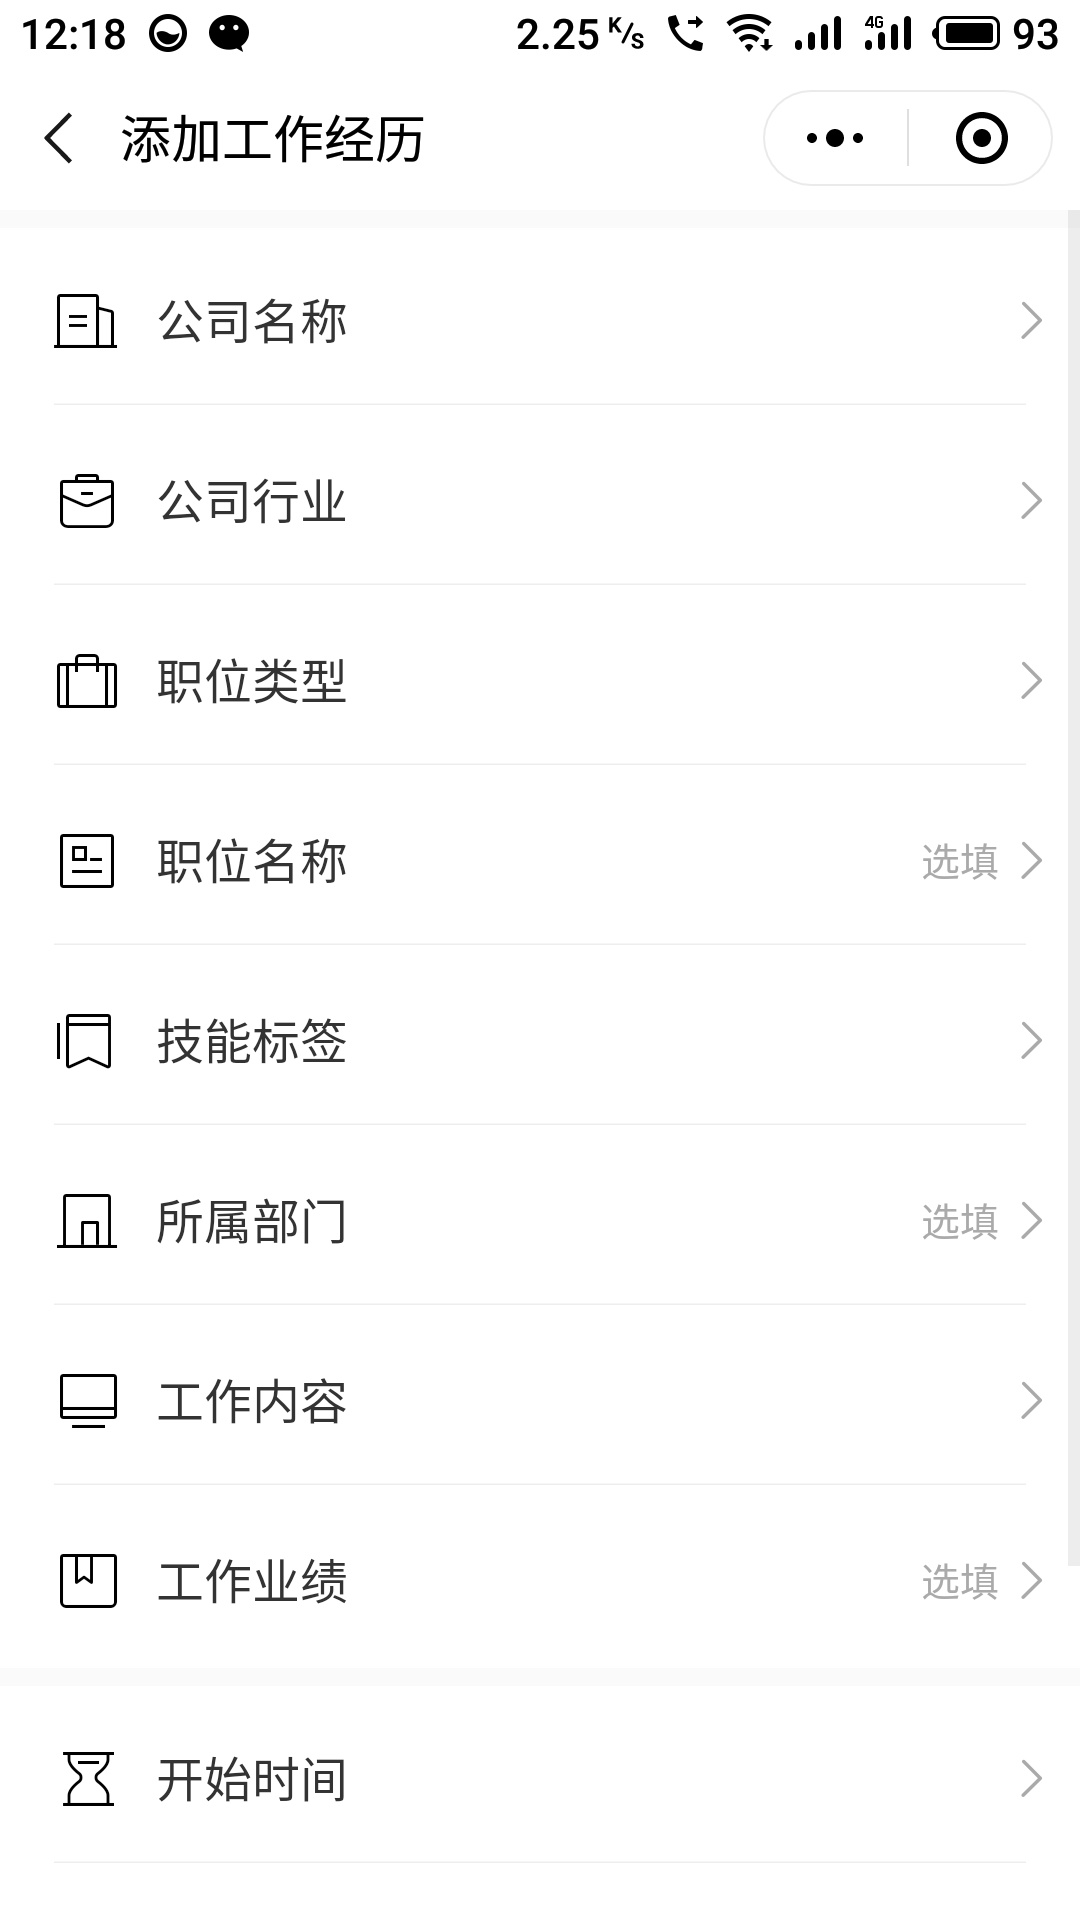 12:18 2.25 K/s 4G 93
添加工作经历
公司名称
公司行业
职位类型
职位名称 选填
技能标签
所属部门 选填
工作内容
工作业绩 选填
开始时间